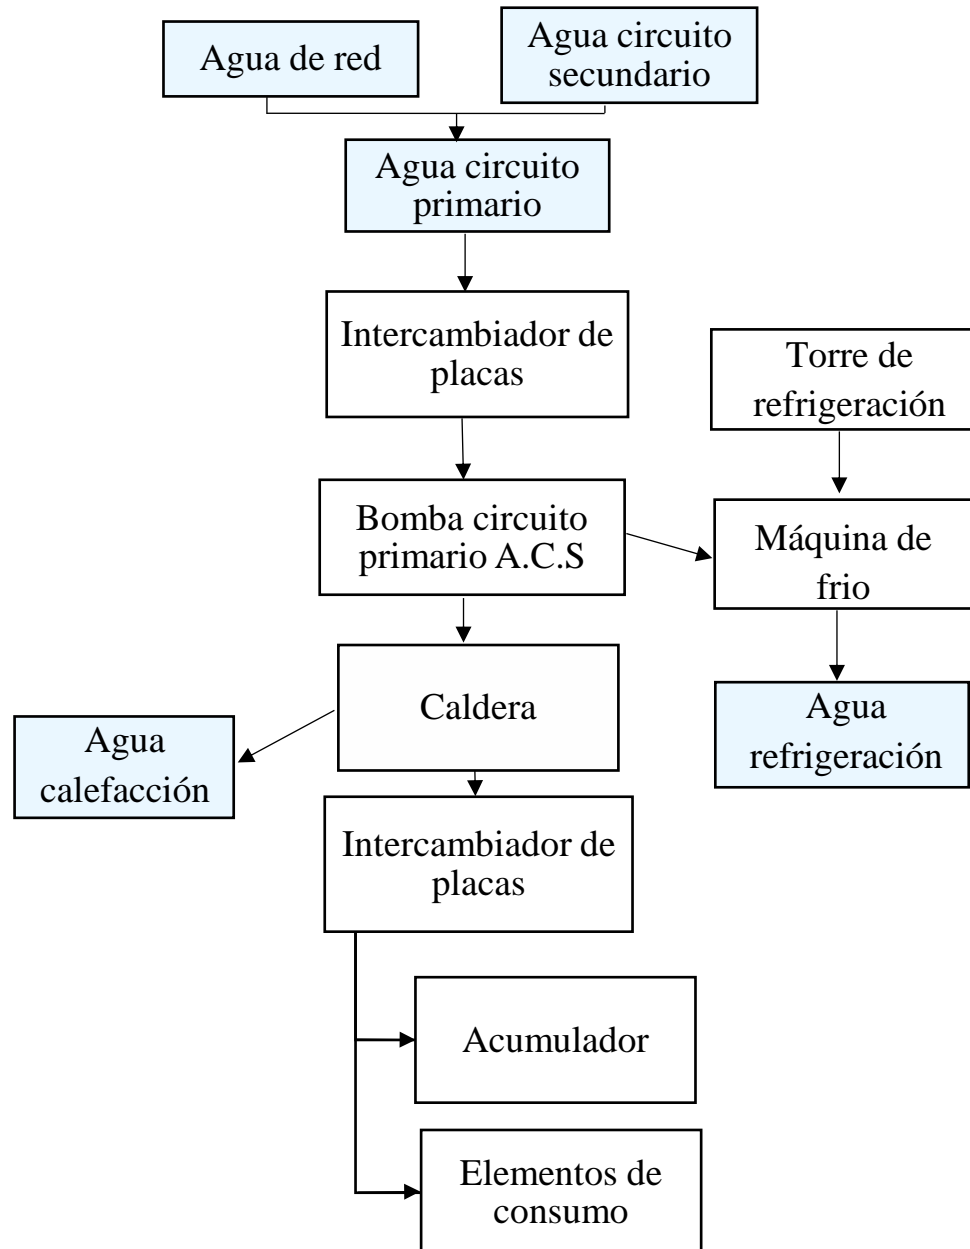 Agua de red
Agua circuito
secundario
Agua circuito
primario
Intercambiador de
placas
Torre de
refrigeración
Bomba circuito
primario A.C.S
Máquina de
frio
Caldera
Agua
calefacción
Agua
refrigeración
Intercambiador de
placas
Acumulador
Elementos de
consumo